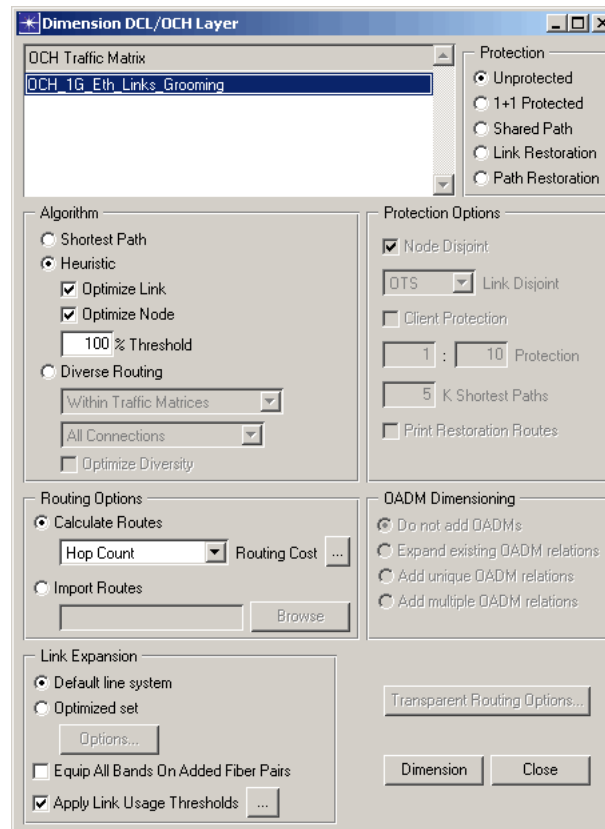 Dimension DCL/OCH Layer
OCH Traffic Matrix
OCH_1G_Eth_Links_Grooming
Protection
Unprotected
1+1 Protected
Shared Path
Link Restoration
Path Restoration
Algorithm
Shortest Path
Heuristic
Optimize Link
Optimize Node
100 % Threshold
Diverse Routing
Within Traffic Matrices
All Connections
Optimize Diversity
Protection Options
Node Disjoint
OTS Link Disjoint
Client Protection
1 : 10 Protection
5 K Shortest Paths
Print Restoration Routes
Routing Options
Calculate Routes
Hop Count Routing Cost ...
Import Routes
Browse
OADM Dimensioning
Do not add OADMs
Expand existing OADM relations
Add unique OADM relations
Add multiple OADM relations
Link Expansion
Default line system
Optimized set
Options...
Equip All Bands On Added Fiber Pairs
Apply Link Usage Thresholds ...
Transparent Routing Options...
Dimension Close